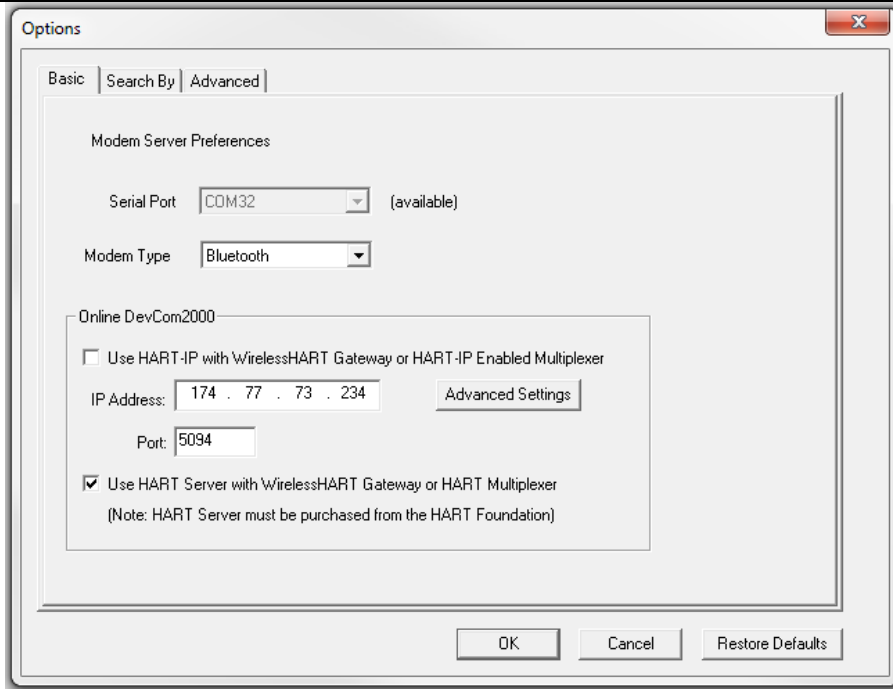 Options
Basic Search By Advanced
Modem Server Preferences
Serial Port COM32 (available)
Modem Type Bluetooth
Online DevCom2000
Use HART-IP with WirelessHART Gateway or HART-IP Enabled Multiplexer
IP Address: 174 . 77 . 73 . 234 Advanced Settings
Port: 5094
Use HART Server with WirelessHART Gateway or HART Multiplexer
(Note: HART Server must be purchased from the HART Foundation)
OK Cancel Restore Defaults